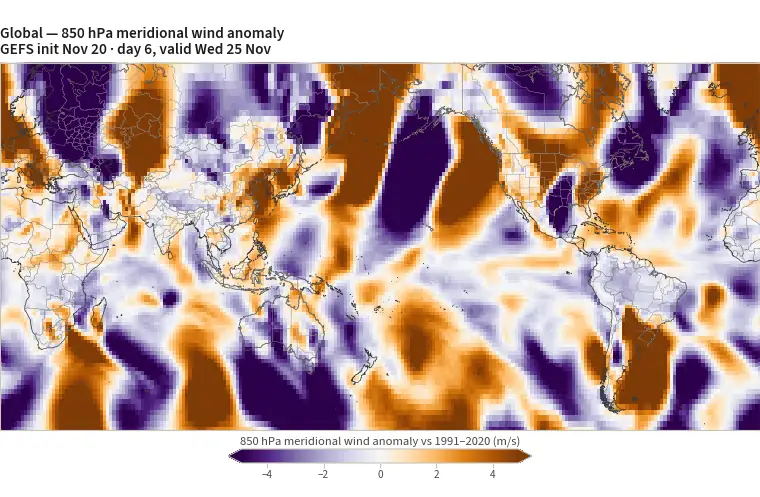 Global — 850 hPa meridional wind anomaly
GEFS init Nov 20 · day 6, valid Wed 25 Nov
850 hPa meridional wind anomaly vs 1991–2020 (m/s)
−4 −2 0 2 4